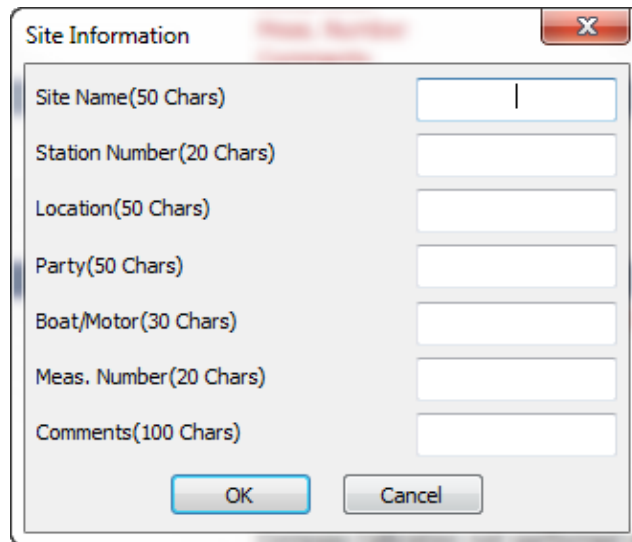 Site Information
Site Name(50 Chars)
Station Number(20 Chars)
Location(50 Chars)
Party(50 Chars)
Boat/Motor(30 Chars)
Meas. Number(20 Chars)
Comments(100 Chars)
OK
Cancel